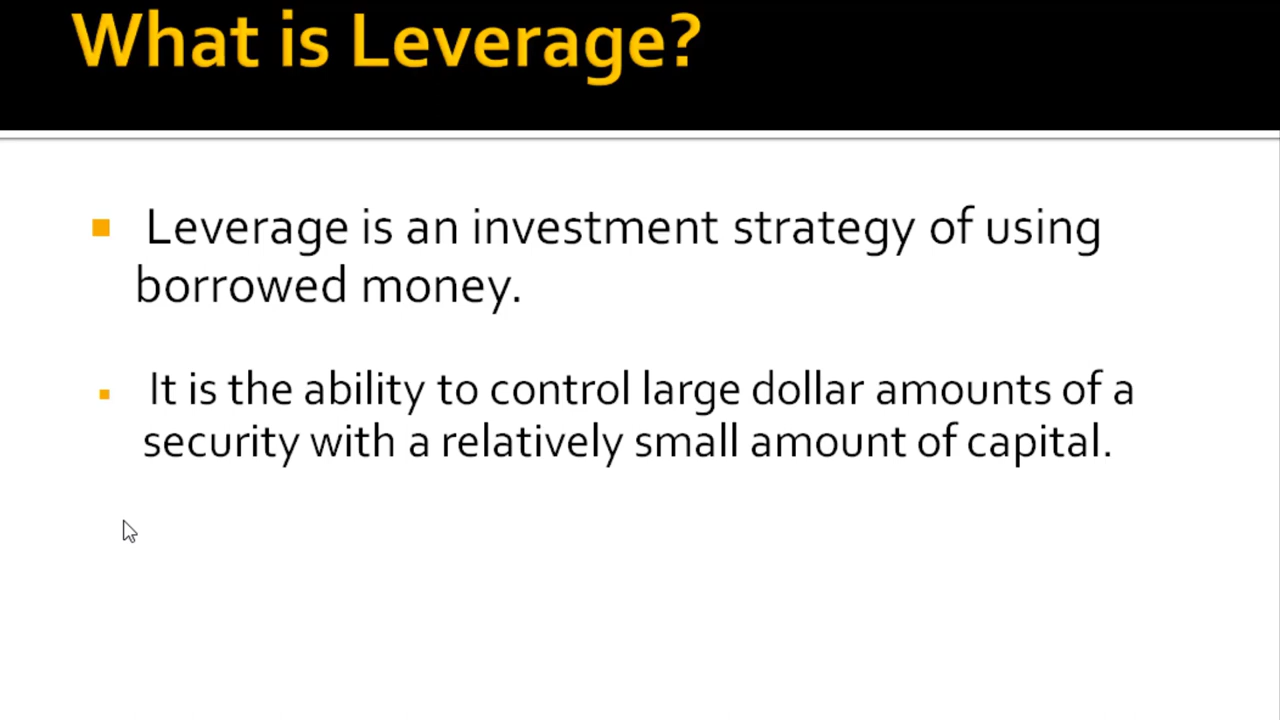 What is Leverage?
Leverage is an investment strategy of using
borrowed money.
It is the ability to control large dollar amounts of a
security with a relatively small amount of capital.